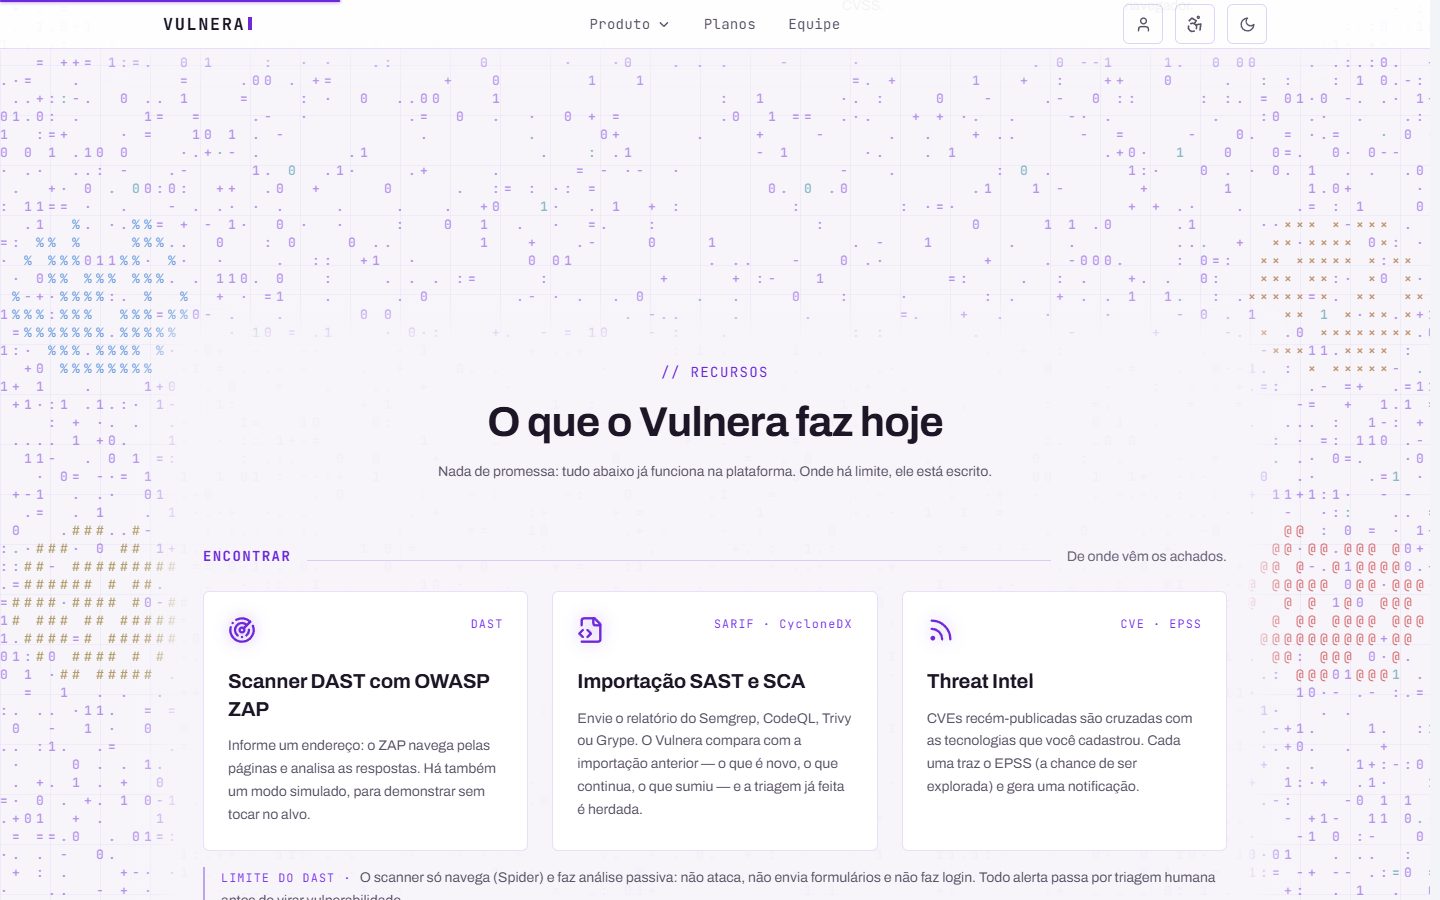 VULNERA
Produto
Planos
Equipe
// RECURSOS
O que o Vulnera faz hoje
Nada de promessa: tudo abaixo já funciona na plataforma. Onde há limite, ele está escrito.
ENCONTRAR
De onde vêm os achados.
DAST
Scanner DAST com OWASP
ZAP
Informe um endereço: o ZAP navega pelas
páginas e analisa as respostas. Há também
um modo simulado, para demonstrar sem
tocar no alvo.
SARIF · CycloneDX
Importação SAST e SCA
Envie o relatório do Semgrep, CodeQL, Trivy
ou Grype. O Vulnera compara com a
importação anterior — o que é novo, o que
continua, o que sumiu — e a triagem já feita
é herdada.
CVE · EPSS
Threat Intel
CVEs recém-publicadas são cruzadas com
as tecnologias que você cadastrou. Cada
uma traz o EPSS (a chance de ser
explorada) e gera uma notificação.
LIMITE DO DAST · O scanner só navega (Spider) e faz análise passiva: não ataca, não envia formulários e não faz login. Todo alerta passa por triagem humana
antes de virar vulnerabilidade.